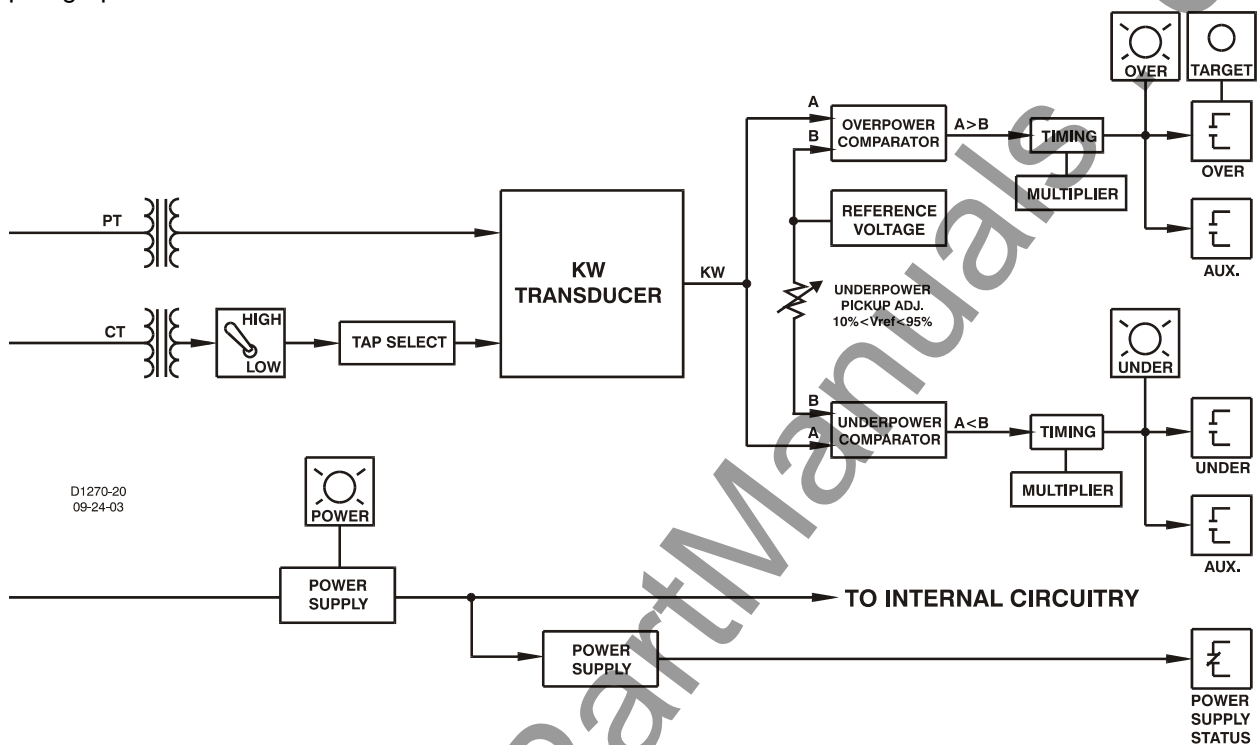 OVER
TARGET
A
B
OVERPOWER
COMPARATOR
A>B
TIMING
MULTIPLIER
OVER
REFERENCE
VOLTAGE
AUX.
PT
KW
TRANSDUCER
KW
UNDERPOWER
PICKUP ADJ.
10%<Vref<95%
CT
HIGH
LOW
TAP SELECT
UNDER
B
A
UNDERPOWER
COMPARATOR
A<B
TIMING
MULTIPLIER
UNDER
AUX.
D1270-20
09-24-03
POWER
POWER
SUPPLY
TO INTERNAL CIRCUITRY
POWER
SUPPLY
POWER
SUPPLY
STATUS
PartManuals